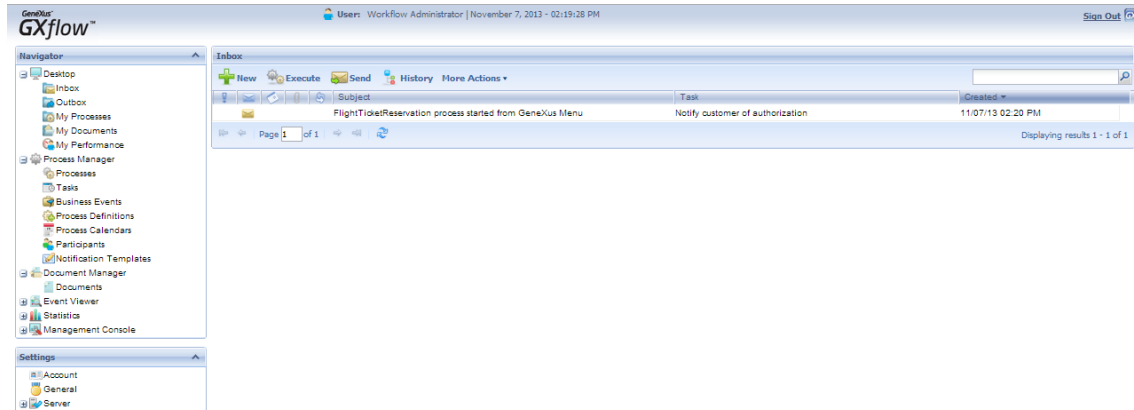 GeneXus™
GXflow™
User: Workflow Administrator | November 7, 2013 - 02:19:28 PM
Sign Out
Navigator
Desktop
Inbox
Outbox
My Processes
My Documents
My Performance
Process Manager
Processes
Tasks
Business Events
Process Definitions
Process Calendars
Participants
Notification Templates
Document Manager
Documents
Event Viewer
Statistics
Management Console
Settings
Account
General
Server
Inbox
New Execute Send History More Actions
Subject Task Created
FlightTicketReservation process started from GeneXus Menu Notify customer of authorization 11/07/13 02:20 PM
Page 1 of 1 Displaying results 1 - 1 of 1